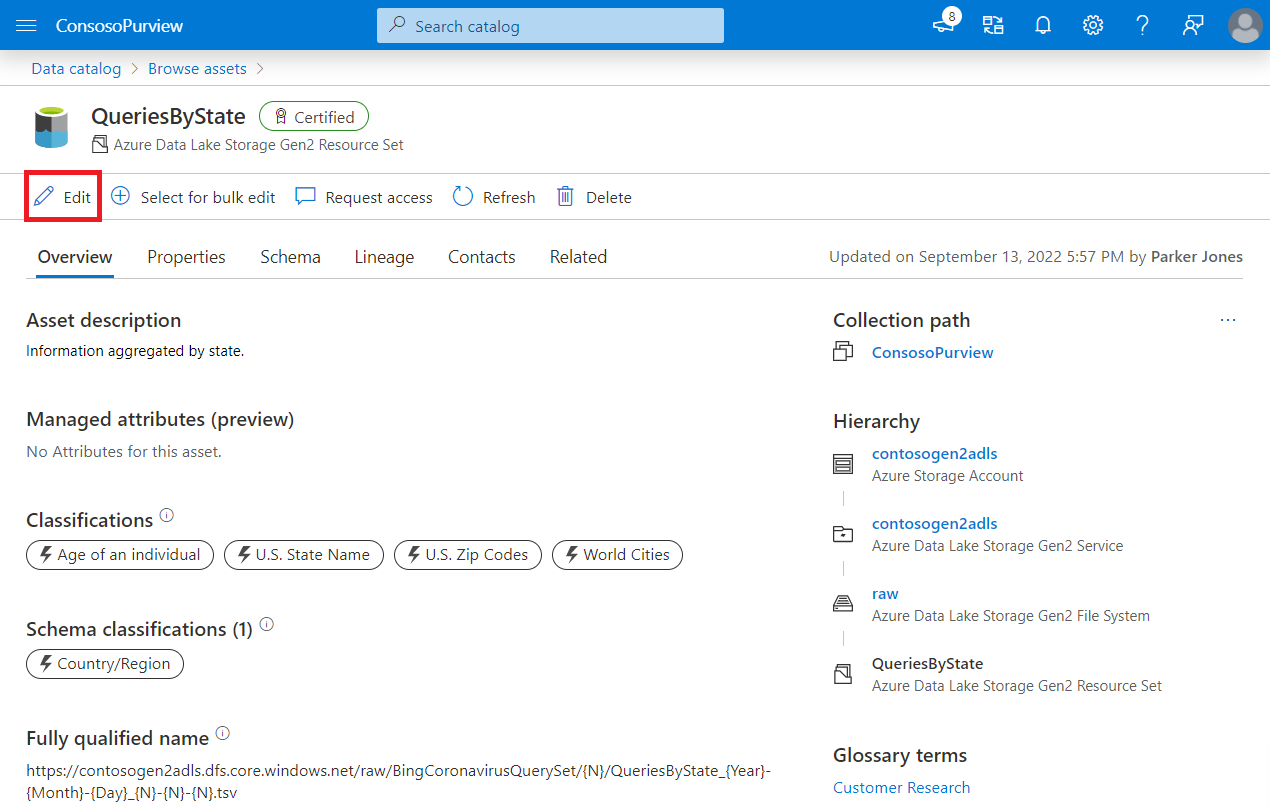 ConsosoPurview
Search catalog
8
Data catalog
Browse assets
QueriesByState
Certified
Azure Data Lake Storage Gen2 Resource Set
Edit
Select for bulk edit
Request access
Refresh
Delete
Overview
Properties
Schema
Lineage
Contacts
Related
Updated on September 13, 2022 5:57 PM by Parker Jones
Asset description
Information aggregated by state.
Managed attributes (preview)
No Attributes for this asset.
Classifications
Age of an individual
U.S. State Name
U.S. Zip Codes
World Cities
Schema classifications (1)
Country/Region
Fully qualified name
https://contosogen2adls.dfs.core.windows.net/raw/BingCoronavirusQuerySet/{N}/QueriesByState_{Year}-
{Month}-{Day}_{N}-{N}-{N}.tsv
Collection path
...
ConsosoPurview
Hierarchy
contosogen2adls
Azure Storage Account
contosogen2adls
Azure Data Lake Storage Gen2 Service
raw
Azure Data Lake Storage Gen2 File System
QueriesByState
Azure Data Lake Storage Gen2 Resource Set
Glossary terms
Customer Research